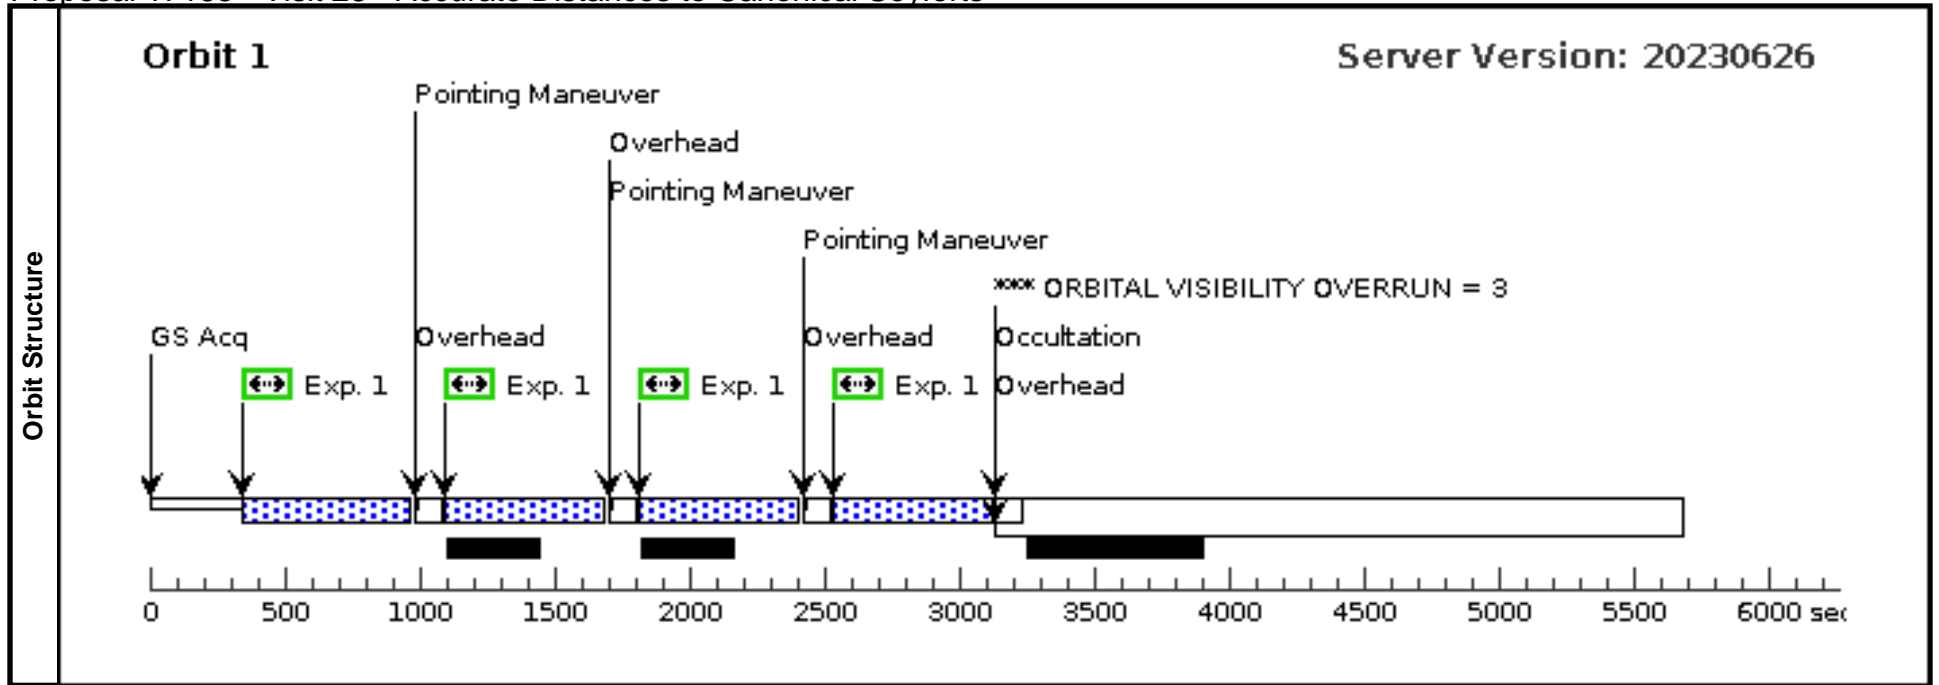 Orbit 1
Server Version: 20230626
Pointing Maneuver
Overhead
Pointing Maneuver
Pointing Maneuver
*** ORBITAL VISIBILITY OVERRUN = 3
GS Acq
Overhead
Overhead
Occultation
Exp. 1
Exp. 1
Exp. 1
Exp. 1
Overhead
Orbit Structure
0 500 1000 1500 2000 2500 3000 3500 4000 4500 5000 5500 6000